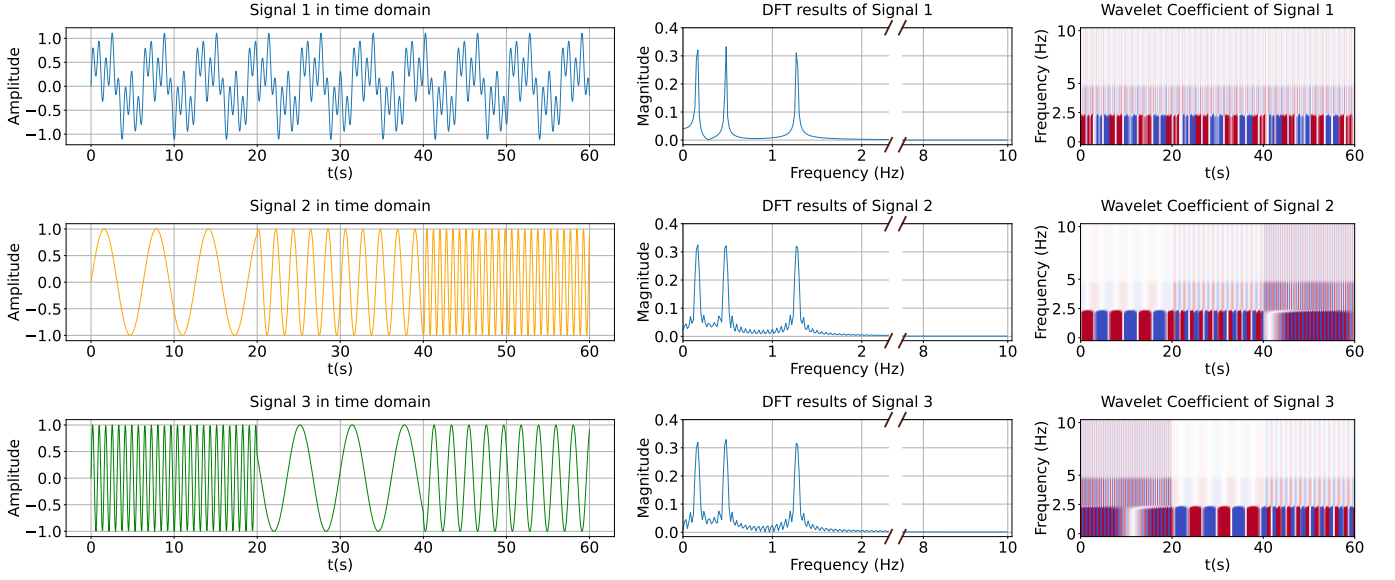 Signal 1 in time domain
Amplitude
1.0
0.5
0.0
−0.5
−1.0
0 10 20 30 40 50 60
t(s)
DFT results of Signal 1
Magnitude
0.4
0.3
0.2
0.1
0.0
0 1 2 8 10
Frequency (Hz)
Wavelet Coefficient of Signal 1
Frequency (Hz)
10
5
2.5
0
0 20 40 60
t(s)
Signal 2 in time domain
Amplitude
1.0
0.5
0.0
−0.5
−1.0
0 10 20 30 40 50 60
t(s)
DFT results of Signal 2
Magnitude
0.4
0.3
0.2
0.1
0.0
0 1 2 8 10
Frequency (Hz)
Wavelet Coefficient of Signal 2
Frequency (Hz)
10
5
2.5
0
0 20 40 60
t(s)
Signal 3 in time domain
Amplitude
1.0
0.5
0.0
−0.5
−1.0
0 10 20 30 40 50 60
t(s)
DFT results of Signal 3
Magnitude
0.4
0.3
0.2
0.1
0.0
0 1 2 8 10
Frequency (Hz)
Wavelet Coefficient of Signal 3
Frequency (Hz)
10
5
2.5
0
0 20 40 60
t(s)